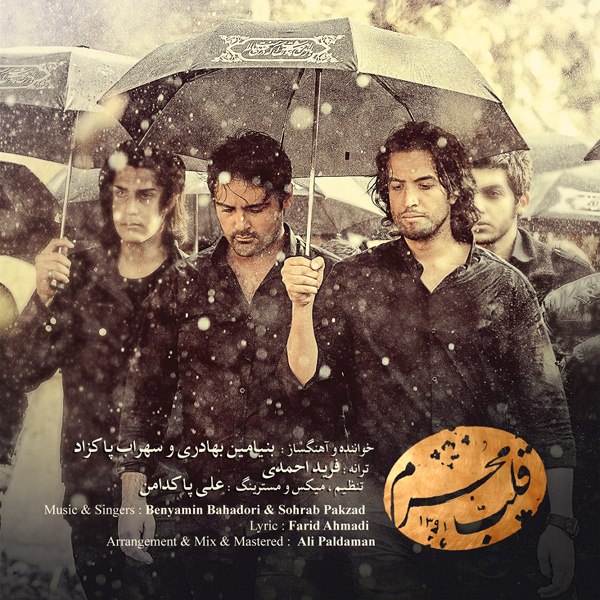 خواننده و آهنگساز : بنیامین بهادری و سهراب پاکزاد
ترانه : فرید احمدی
تنظیم ، میکس و مسترینگ : علی پاکدامن
Music & Singers : Benyamin Bahadori & Sohrab Pakzad
Lyric : Farid Ahmadi
Arrangement & Mix & Mastered : Ali Paldaman
قلب محرم
۱۳۹۱